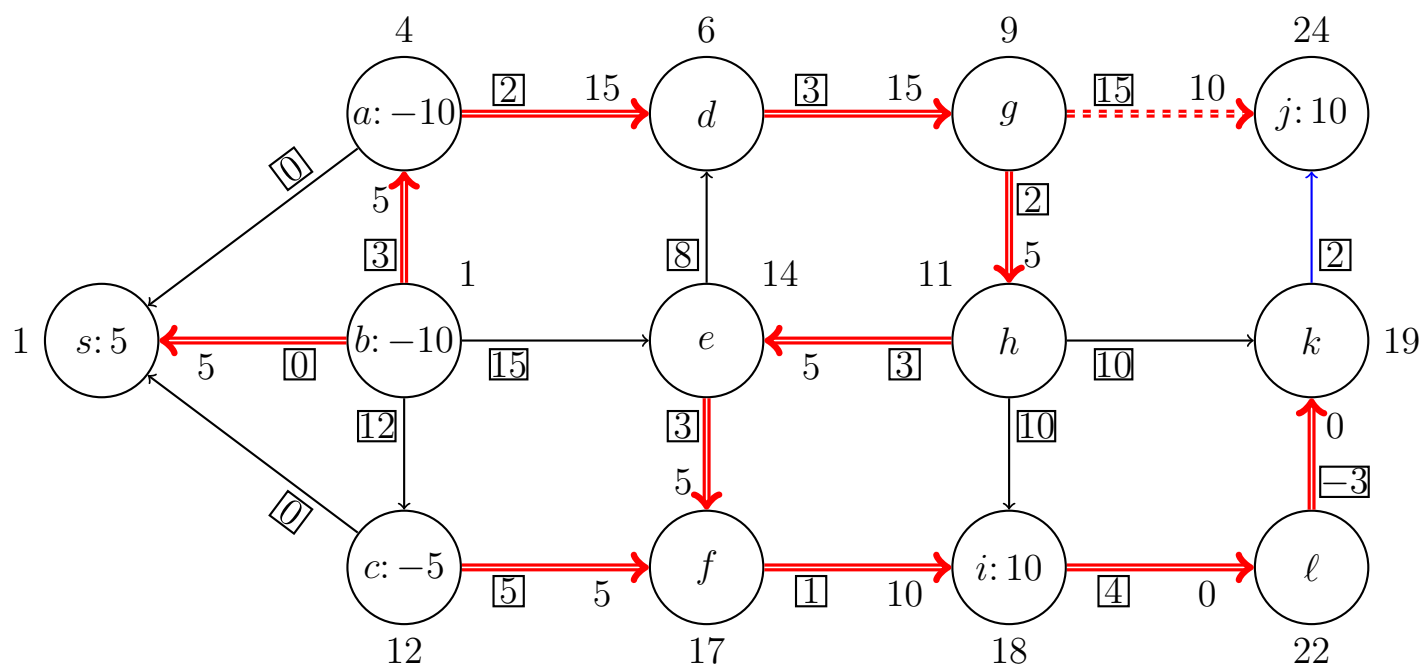 4 6 9 24
2 15 3 15 15 10
a: −10 d g j: 10
0
5 2
3 8 5 2
1 14 11
1 s: 5 b: −10 e h k 19
5 0 15 5 3 10
12 3 10 0
0 5 −3
c: −5 f i: 10 ℓ
5 5 1 10 4 0
12 17 18 22